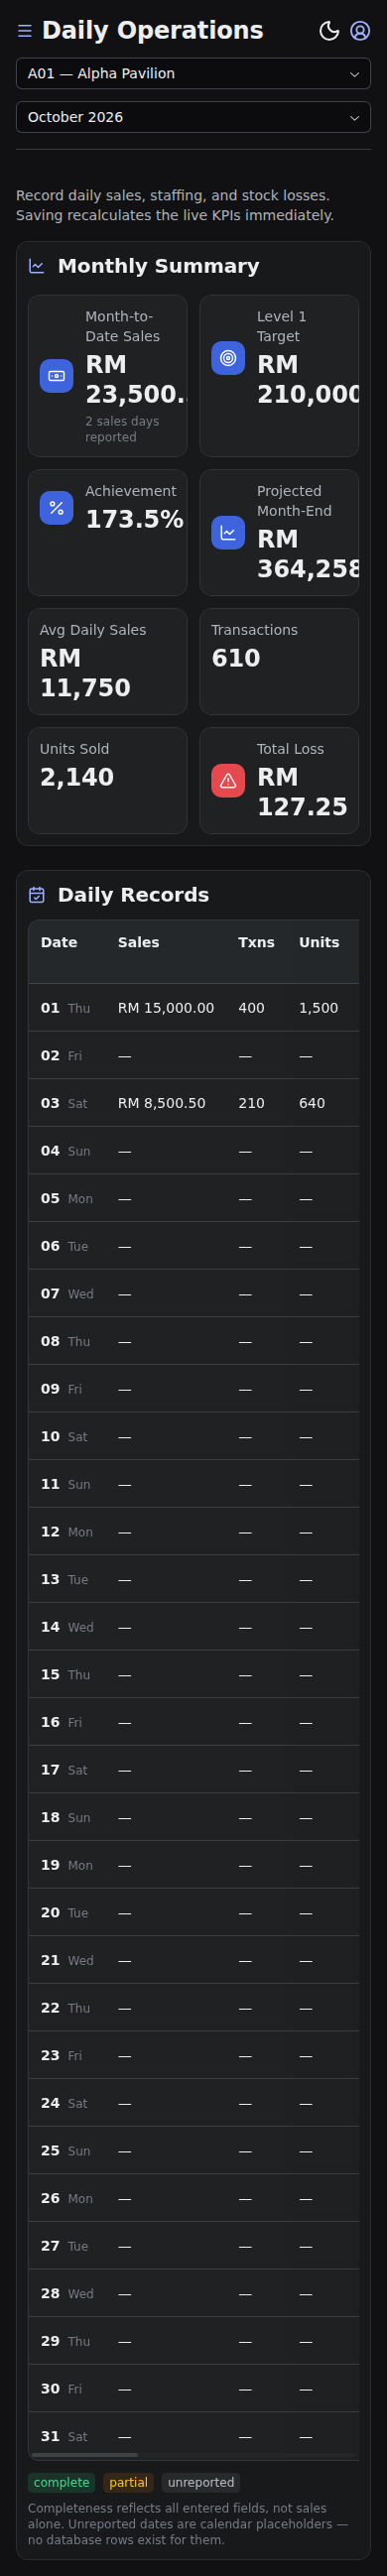 Daily Operations
A01 — Alpha Pavilion
October 2026
Record daily sales, staffing, and stock losses.
Saving recalculates the live KPIs immediately.
Monthly Summary
Month-to-
Date Sales
RM
23,500.
2 sales days
reported
Level 1
Target
RM
210,000
Achievement
173.5%
Projected
Month-End
RM
364,258
Avg Daily Sales
RM
11,750
Transactions
610
Units Sold
2,140
Total Loss
RM
127.25
Daily Records
Date Sales Txns Units
01 Thu RM 15,000.00 400 1,500
02 Fri — — —
03 Sat RM 8,500.50 210 640
04 Sun — — —
05 Mon — — —
06 Tue — — —
07 Wed — — —
08 Thu — — —
09 Fri — — —
10 Sat — — —
11 Sun — — —
12 Mon — — —
13 Tue — — —
14 Wed — — —
15 Thu — — —
16 Fri — — —
17 Sat — — —
18 Sun — — —
19 Mon — — —
20 Tue — — —
21 Wed — — —
22 Thu — — —
23 Fri — — —
24 Sat — — —
25 Sun — — —
26 Mon — — —
27 Tue — — —
28 Wed — — —
29 Thu — — —
30 Fri — — —
31 Sat — — —
complete partial unreported
Completeness reflects all entered fields, not sales
alone. Unreported dates are calendar placeholders —
no database rows exist for them.